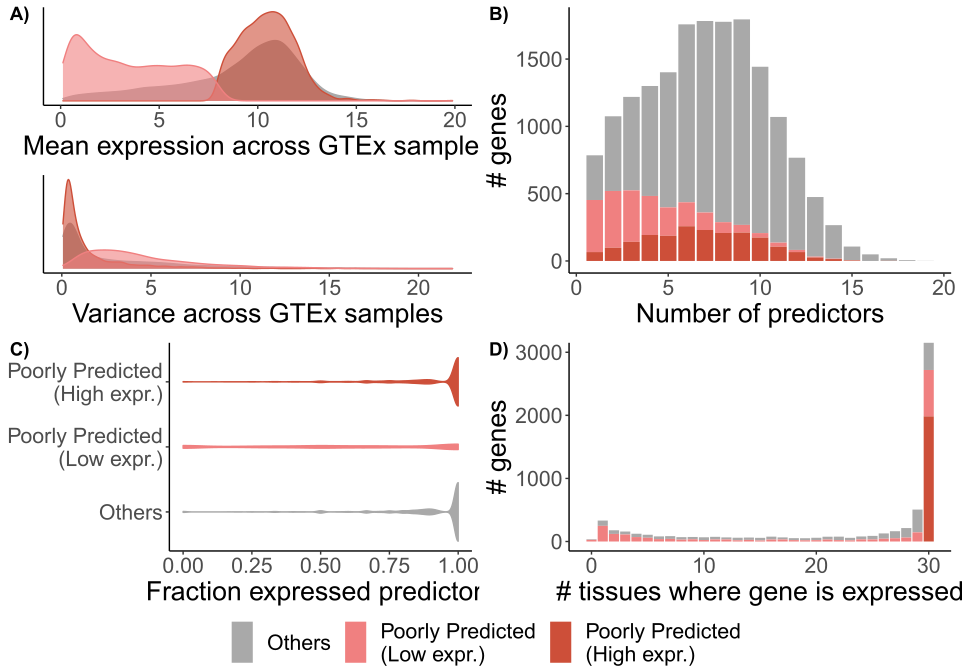 A)
0
5
10
15
20
Mean expression across GTEx sample
0
5
10
15
20
Variance across GTEx samples
B)
# genes
1500
1000
500
0
0
5
10
15
20
Number of predictors
C)
Poorly Predicted
(High expr.)
Poorly Predicted
(Low expr.)
Others
0.00
0.25
0.50
0.75
1.00
Fraction expressed predictor
D)
# genes
3000
2000
1000
0
0
10
20
30
# tissues where gene is expressed
Others
Poorly Predicted
(Low expr.)
Poorly Predicted
(High expr.)